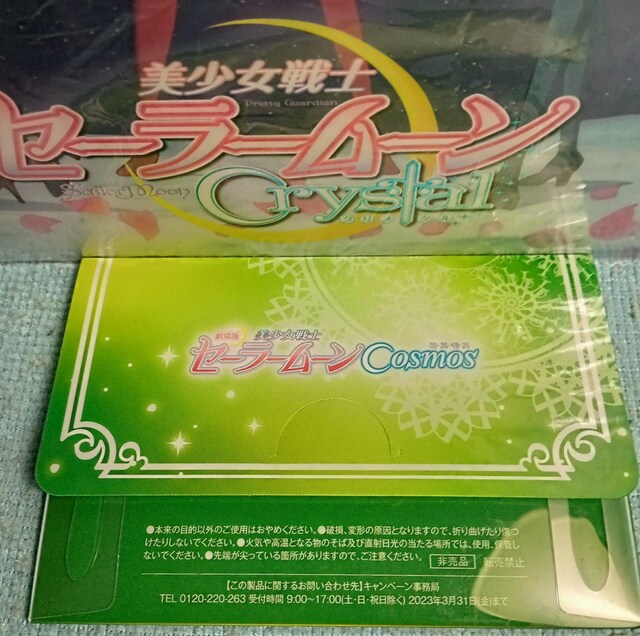 美少女戦士
Pretty Guardian
セーラームーン
Sailor Moon
Crystal
劇場版
美少女戦士
コスモス
セーラームーンCosmos
●本来の目的以外のご使用はおやめください。●破損、変形の原因となりますので、折り曲げたり傷つ
けたりしないでください。●火気や高温となる物のそば及び直射日光の当たる場所では、使用、保管し
ないでください。●先端が尖っている箇所がありますので、ご注意ください。 非売品 転売禁止
【この製品に関するお問い合わせ先】キャンペーン事務局
TEL 0120-220-263 受付時間 9:00〜17:00(土・日・祝日除く) 2023年3月31日(金)まで